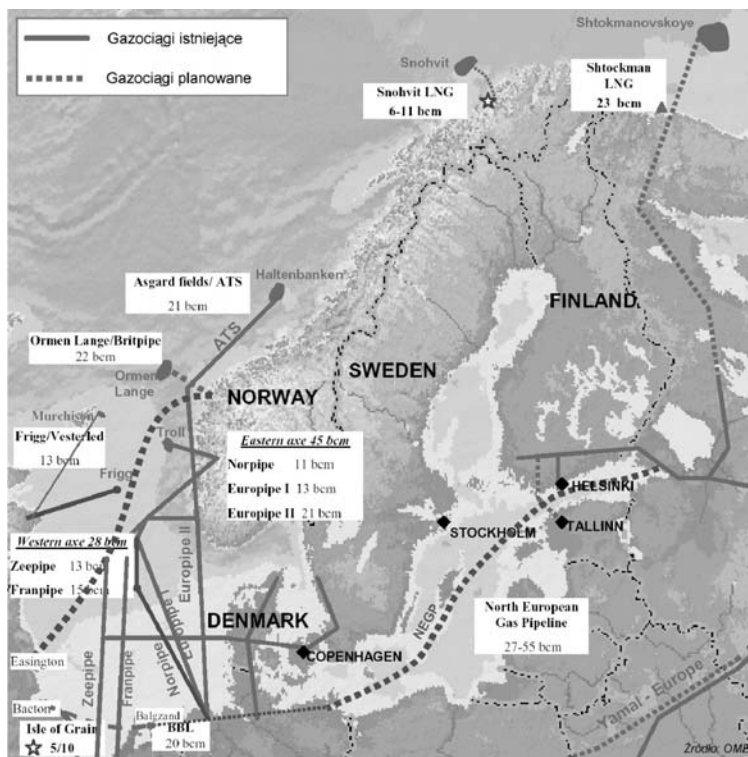 Gazociągi istniejące
Gazociągi planowane
Shtokmanovskoye
Snohvit
Snohvit LNG
6-11 bcm
Shtockman
LNG
23 bcm
Haltenbanken
Asgard fields/ ATS
21 bcm
ATS
FINLAND
Ormen Lange/Britpipe
22 bcm
Ormen
Lange
SWEDEN
NORWAY
Murchison
Troll
Frigg/Vesterled
13 bcm
Frigg
Eastern axe 45 bcm
Norpipe 11 bcm
Europipe I 13 bcm
Europipe II 21 bcm
HELSINKI
STOCKHOLM
TALLINN
Western axe 28 bcm
Zeepipe 13 bcm
Franpipe 15 bcm
Europipe II
Europipe I
Norpipe
Zeepipe
Franpipe
DENMARK
COPENHAGEN
NEGP
North European
Gas Pipeline
27-55 bcm
Easington
Bacton
Balgzand
BBL
20 bcm
Isle of Grain
5/10
Yamal - Europe
Źródło: OME